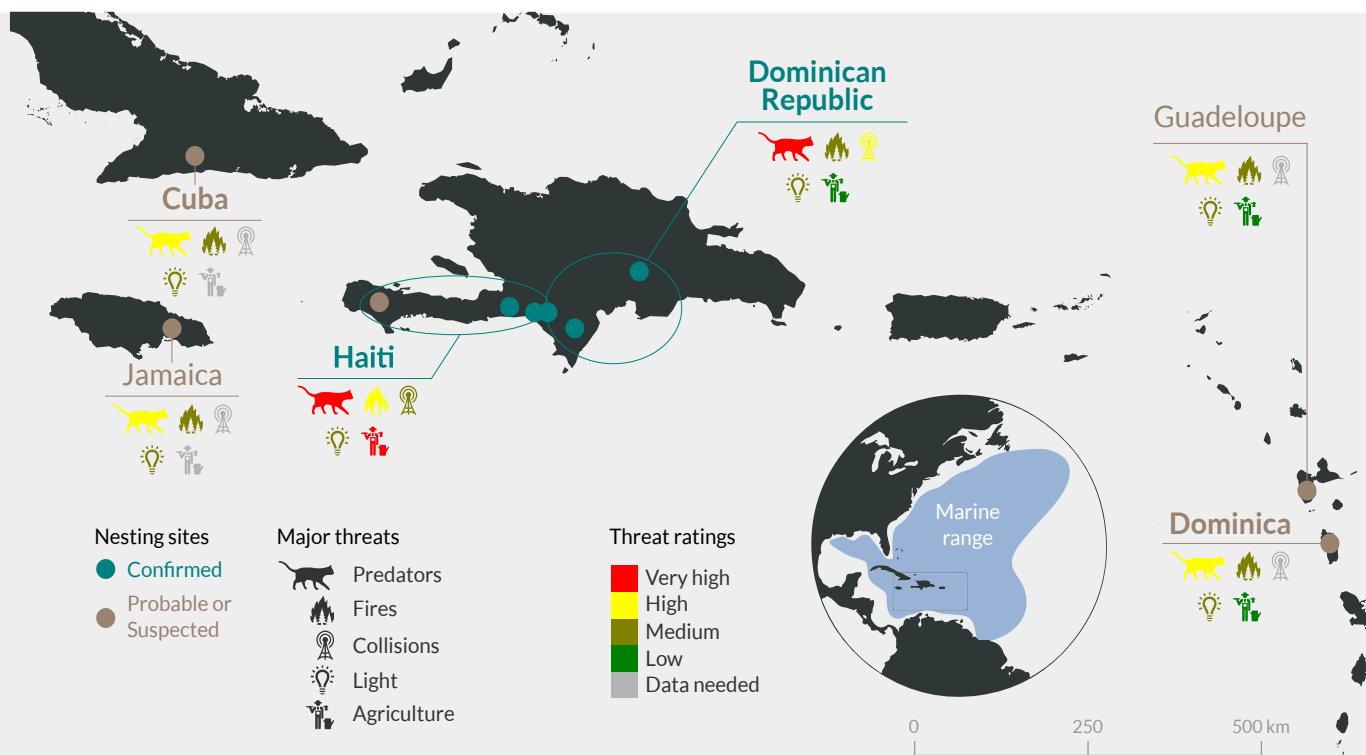 Dominican
Republic
Guadeloupe
Cuba
Haiti
Jamaica
Dominica
Marine
range
Nesting sites
Confirmed
Probable or
Suspected
Major threats
Predators
Fires
Collisions
Light
Agriculture
Threat ratings
Very high
High
Medium
Low
Data needed
0 250 500 km